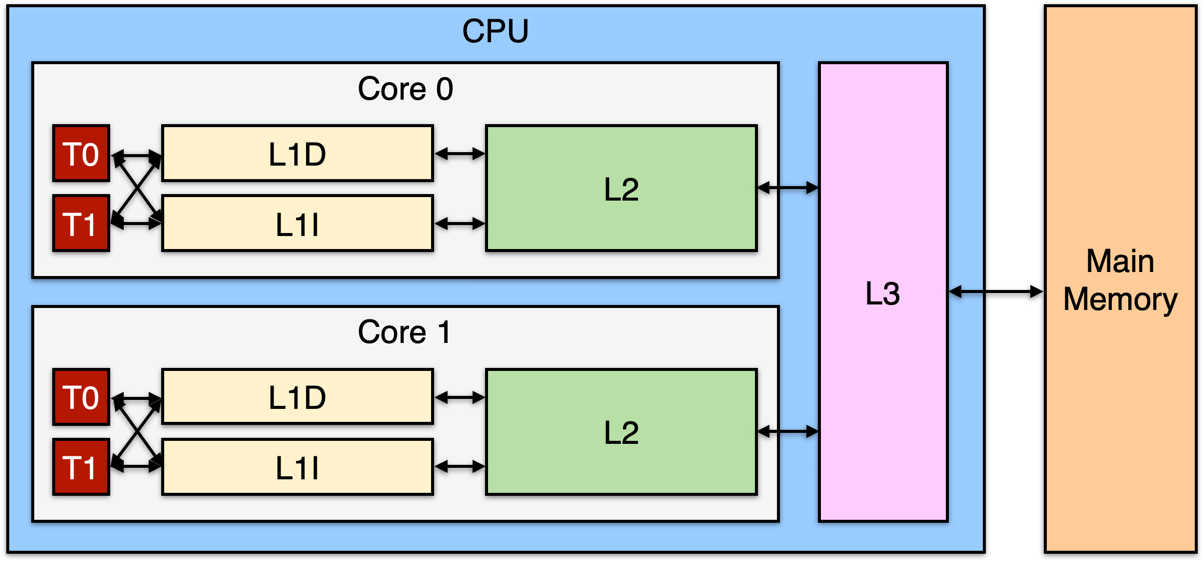 CPU
Core 0
T0
L1D
T1
L1I
L2
Core 1
T0
L1D
T1
L1I
L2
L3
Main
Memory